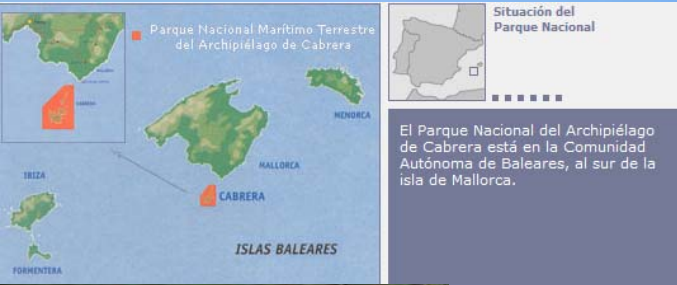 Parque Nacional Marítimo Terrestre
del Archipiélago de Cabrera
CABRERA
MENORCA
MALLORCA
CABRERA
IBIZA
FORMENTERA
ISLAS BALEARES
Situación del
Parque Nacional
El Parque Nacional del Archipiélago
de Cabrera está en la Comunidad
Autónoma de Baleares, al sur de la
isla de Mallorca.